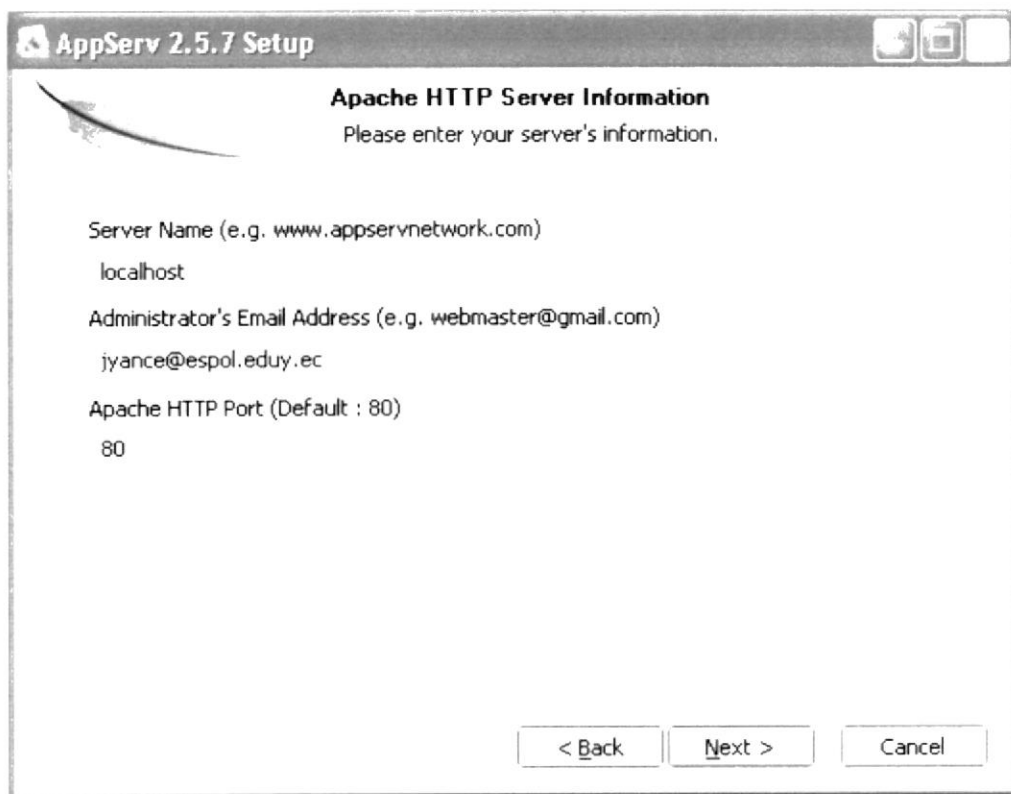 AppServ 2.5.7 Setup
Apache HTTP Server Information
Please enter your server's information.
Server Name (e.g. www.appservnetwork.com)
localhost
Administrator's Email Address (e.g. webmaster@gmail.com)
jyance@espol.eduy.ec
Apache HTTP Port (Default : 80)
80
< Back Next > Cancel